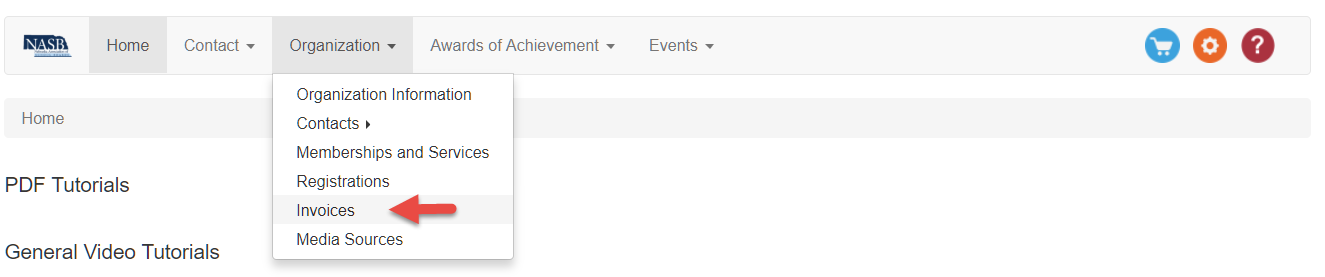 NASB Home Contact Organization Awards of Achievement Events ?
Home
Organization Information
Contacts
Memberships and Services
Registrations
Invoices
Media Sources
PDF Tutorials
General Video Tutorials